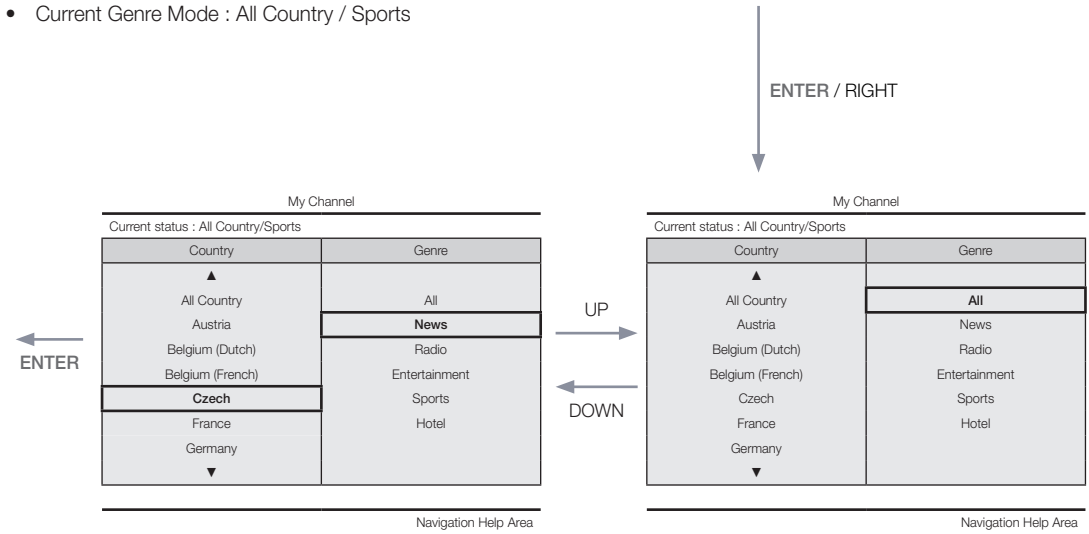 • Current Genre Mode : All Country / Sports
ENTER / RIGHT
My Channel
Current status : All Country/Sports
Country Genre
▲
All Country All
Austria News
Belgium (Dutch) Radio
Belgium (French) Entertainment
Czech Sports
France Hotel
Germany
▼
Navigation Help Area
ENTER
UP
DOWN
My Channel
Current status : All Country/Sports
Country Genre
▲
All Country All
Austria News
Belgium (Dutch) Radio
Belgium (French) Entertainment
Czech Sports
France Hotel
Germany
▼
Navigation Help Area